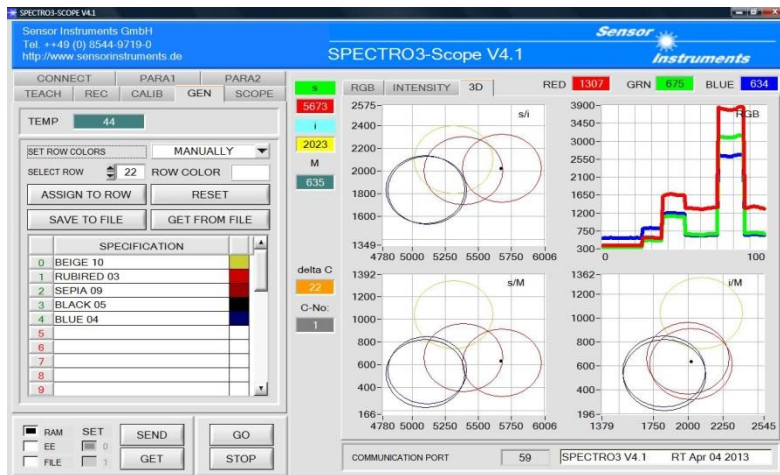 SPECTRO3-SCOPE V4.1
Sensor Instruments GmbH
Tel. ++49 (0) 8544-9719-0
http://www.sensorinstruments.de
SPECTRO3-Scope V4.1
Sensor Instruments
CONNECT PARA1 PARA2
TEACH REC CALIB GEN SCOPE
TEMP 44
SET ROW COLORS MANUALLY
SELECT ROW 22 ROW COLOR
ASSIGN TO ROW RESET
SAVE TO FILE GET FROM FILE
SPECIFICATION
0 BEIGE 10
1 RUBIRED 03
2 SEPIA 09
3 BLACK 05
4 BLUE 04
5
6
7
8
9
RAM SET SEND GO
EE 0
FILE 1 GET STOP
s
5673
i
2023
M
635
delta C
22
C-No:
1
RGB INTENSITY 3D RED 1307 GRN 675 BLUE 634
s/i
2575
2400
2200
2000
1800
1600
1349
4780 5000 5250 5500 5750 6006
RGB
3900
3450
3000
2550
2100
1650
1200
750
300
0 100
s/M
1392
1200
1000
800
600
400
166
4780 5000 5250 5500 5750 6006
i/M
1362
1200
1000
800
600
400
196
1379 1750 2000 2250 2545
COMMUNICATION PORT 59 SPECTRO3 V4.1 RT Apr 04 2013